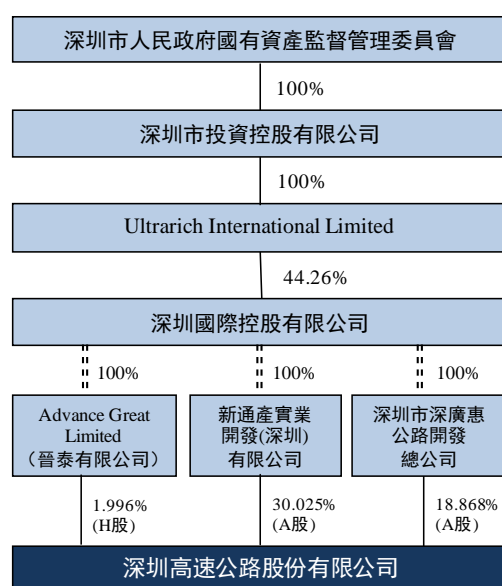 深圳市人民政府國有資產監督管理委員會
100%
深圳市投資控股有限公司
100%
Ultrarich International Limited
44.26%
深圳國際控股有限公司
100%
100%
100%
Advance Great
Limited
（晉泰有限公司）
新通產實業
開發(深圳)
有限公司
深圳市深廣惠
公路開發
總公司
1.996%
(H股)
30.025%
(A股)
18.868%
(A股)
深圳高速公路股份有限公司